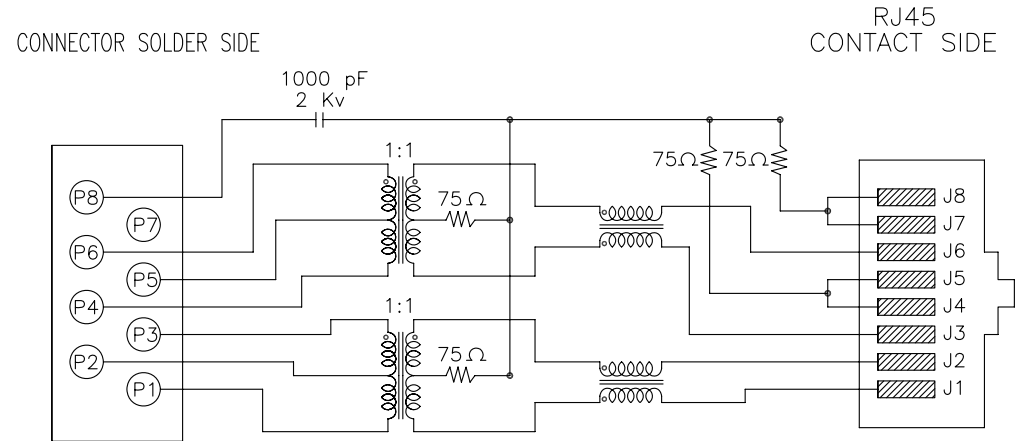 RJ45
CONNECTOR SOLDER SIDE
CONTACT SIDE
1000 pF
2 Kv
1:1
75Ω
75Ω
75Ω
P8
P7
P6
P5
P4
P3
P2
P1
1:1
75Ω
J8
J7
J6
J5
J4
J3
J2
J1